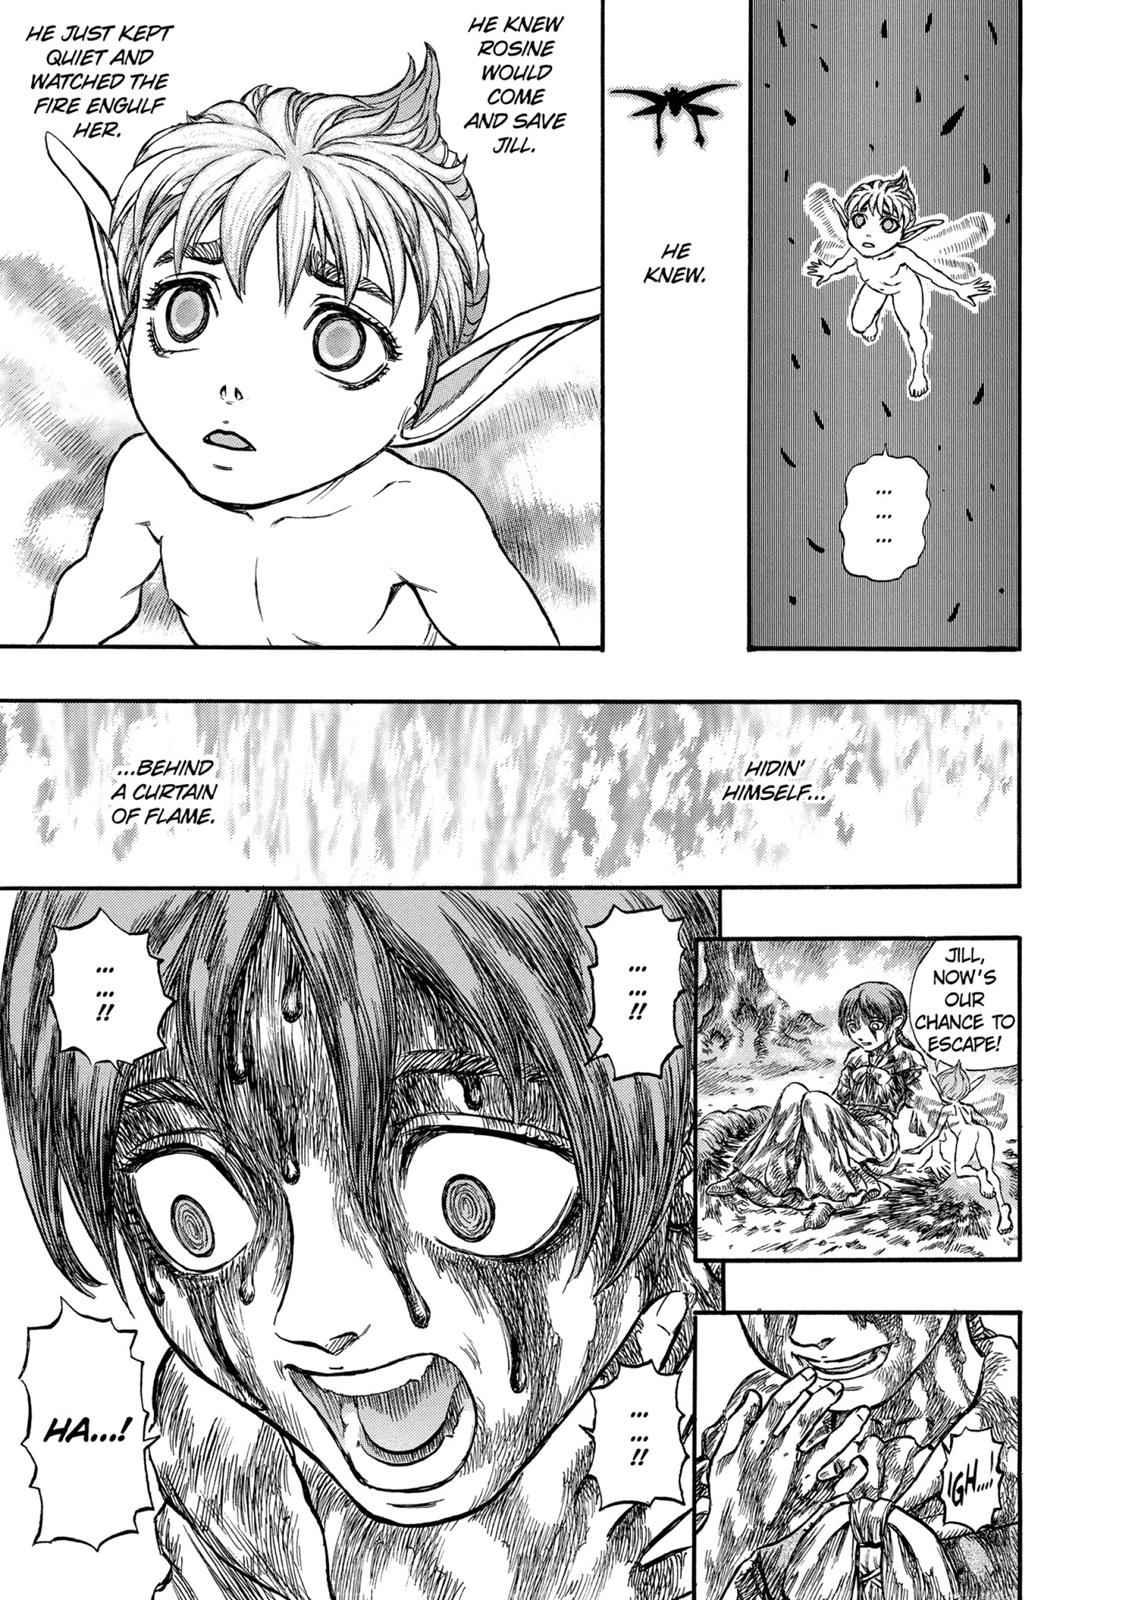 ...
...
...
HE
KNEW.
HE KNEW
ROSINE
WOULD
COME
AND SAVE
JILL.
HE JUST KEPT
QUIET AND
WATCHED THE
FIRE ENGULF
HER.
HIDIN'
HIMSELF...
...BEHIND
A CURTAIN
OF FLAME.
JILL,
NOW'S
OUR
CHANCE TO
ESCAPE!
'GH...!
...
...
!!
...
...
!!
...
...
!!
HA...!